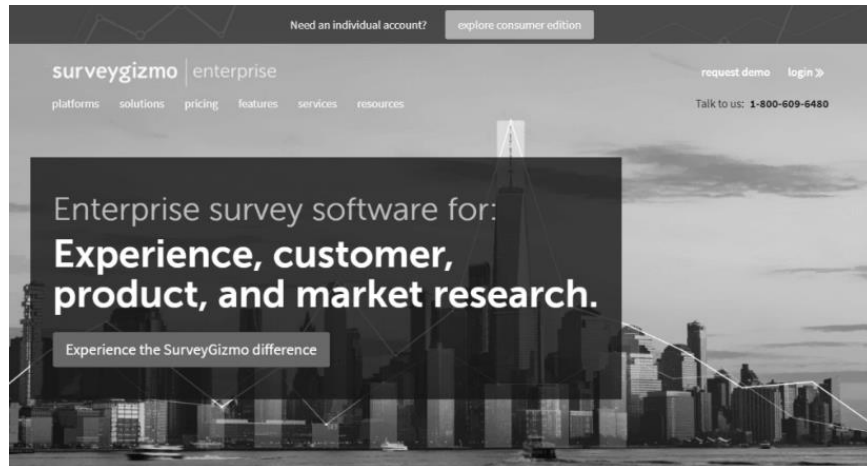 Need an individual account? explore consumer edition
surveygizmo | enterprise
request demo login »
platforms solutions pricing features services resources
Talk to us: 1-800-609-6480
Enterprise survey software for:
Experience, customer,
product, and market research.
Experience the SurveyGizmo difference